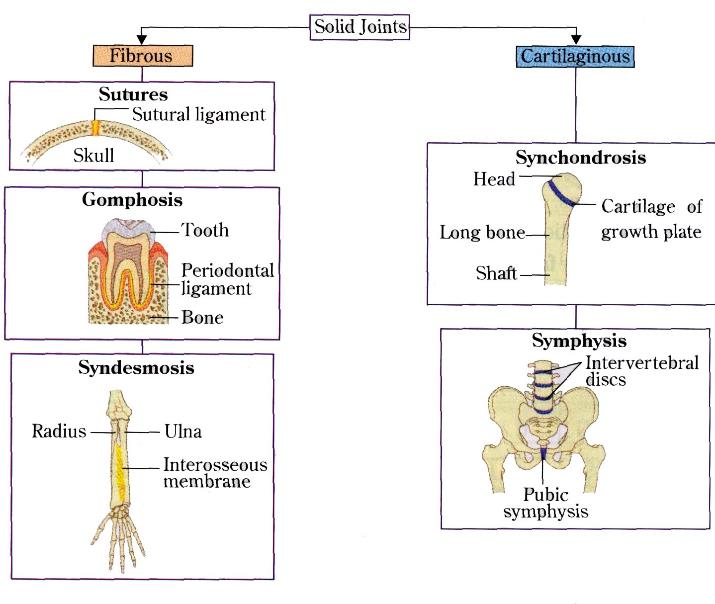 Solid Joints
Fibrous
Cartilaginous
Sutures
Sutural ligament
Skull
Gomphosis
Tooth
Periodontal
ligament
Bone
Syndesmosis
Radius
Ulna
Interosseous
membrane
Synchondrosis
Head
Cartilage of
growth plate
Long bone
Shaft
Symphysis
Intervertebral
discs
Pubic
symphysis